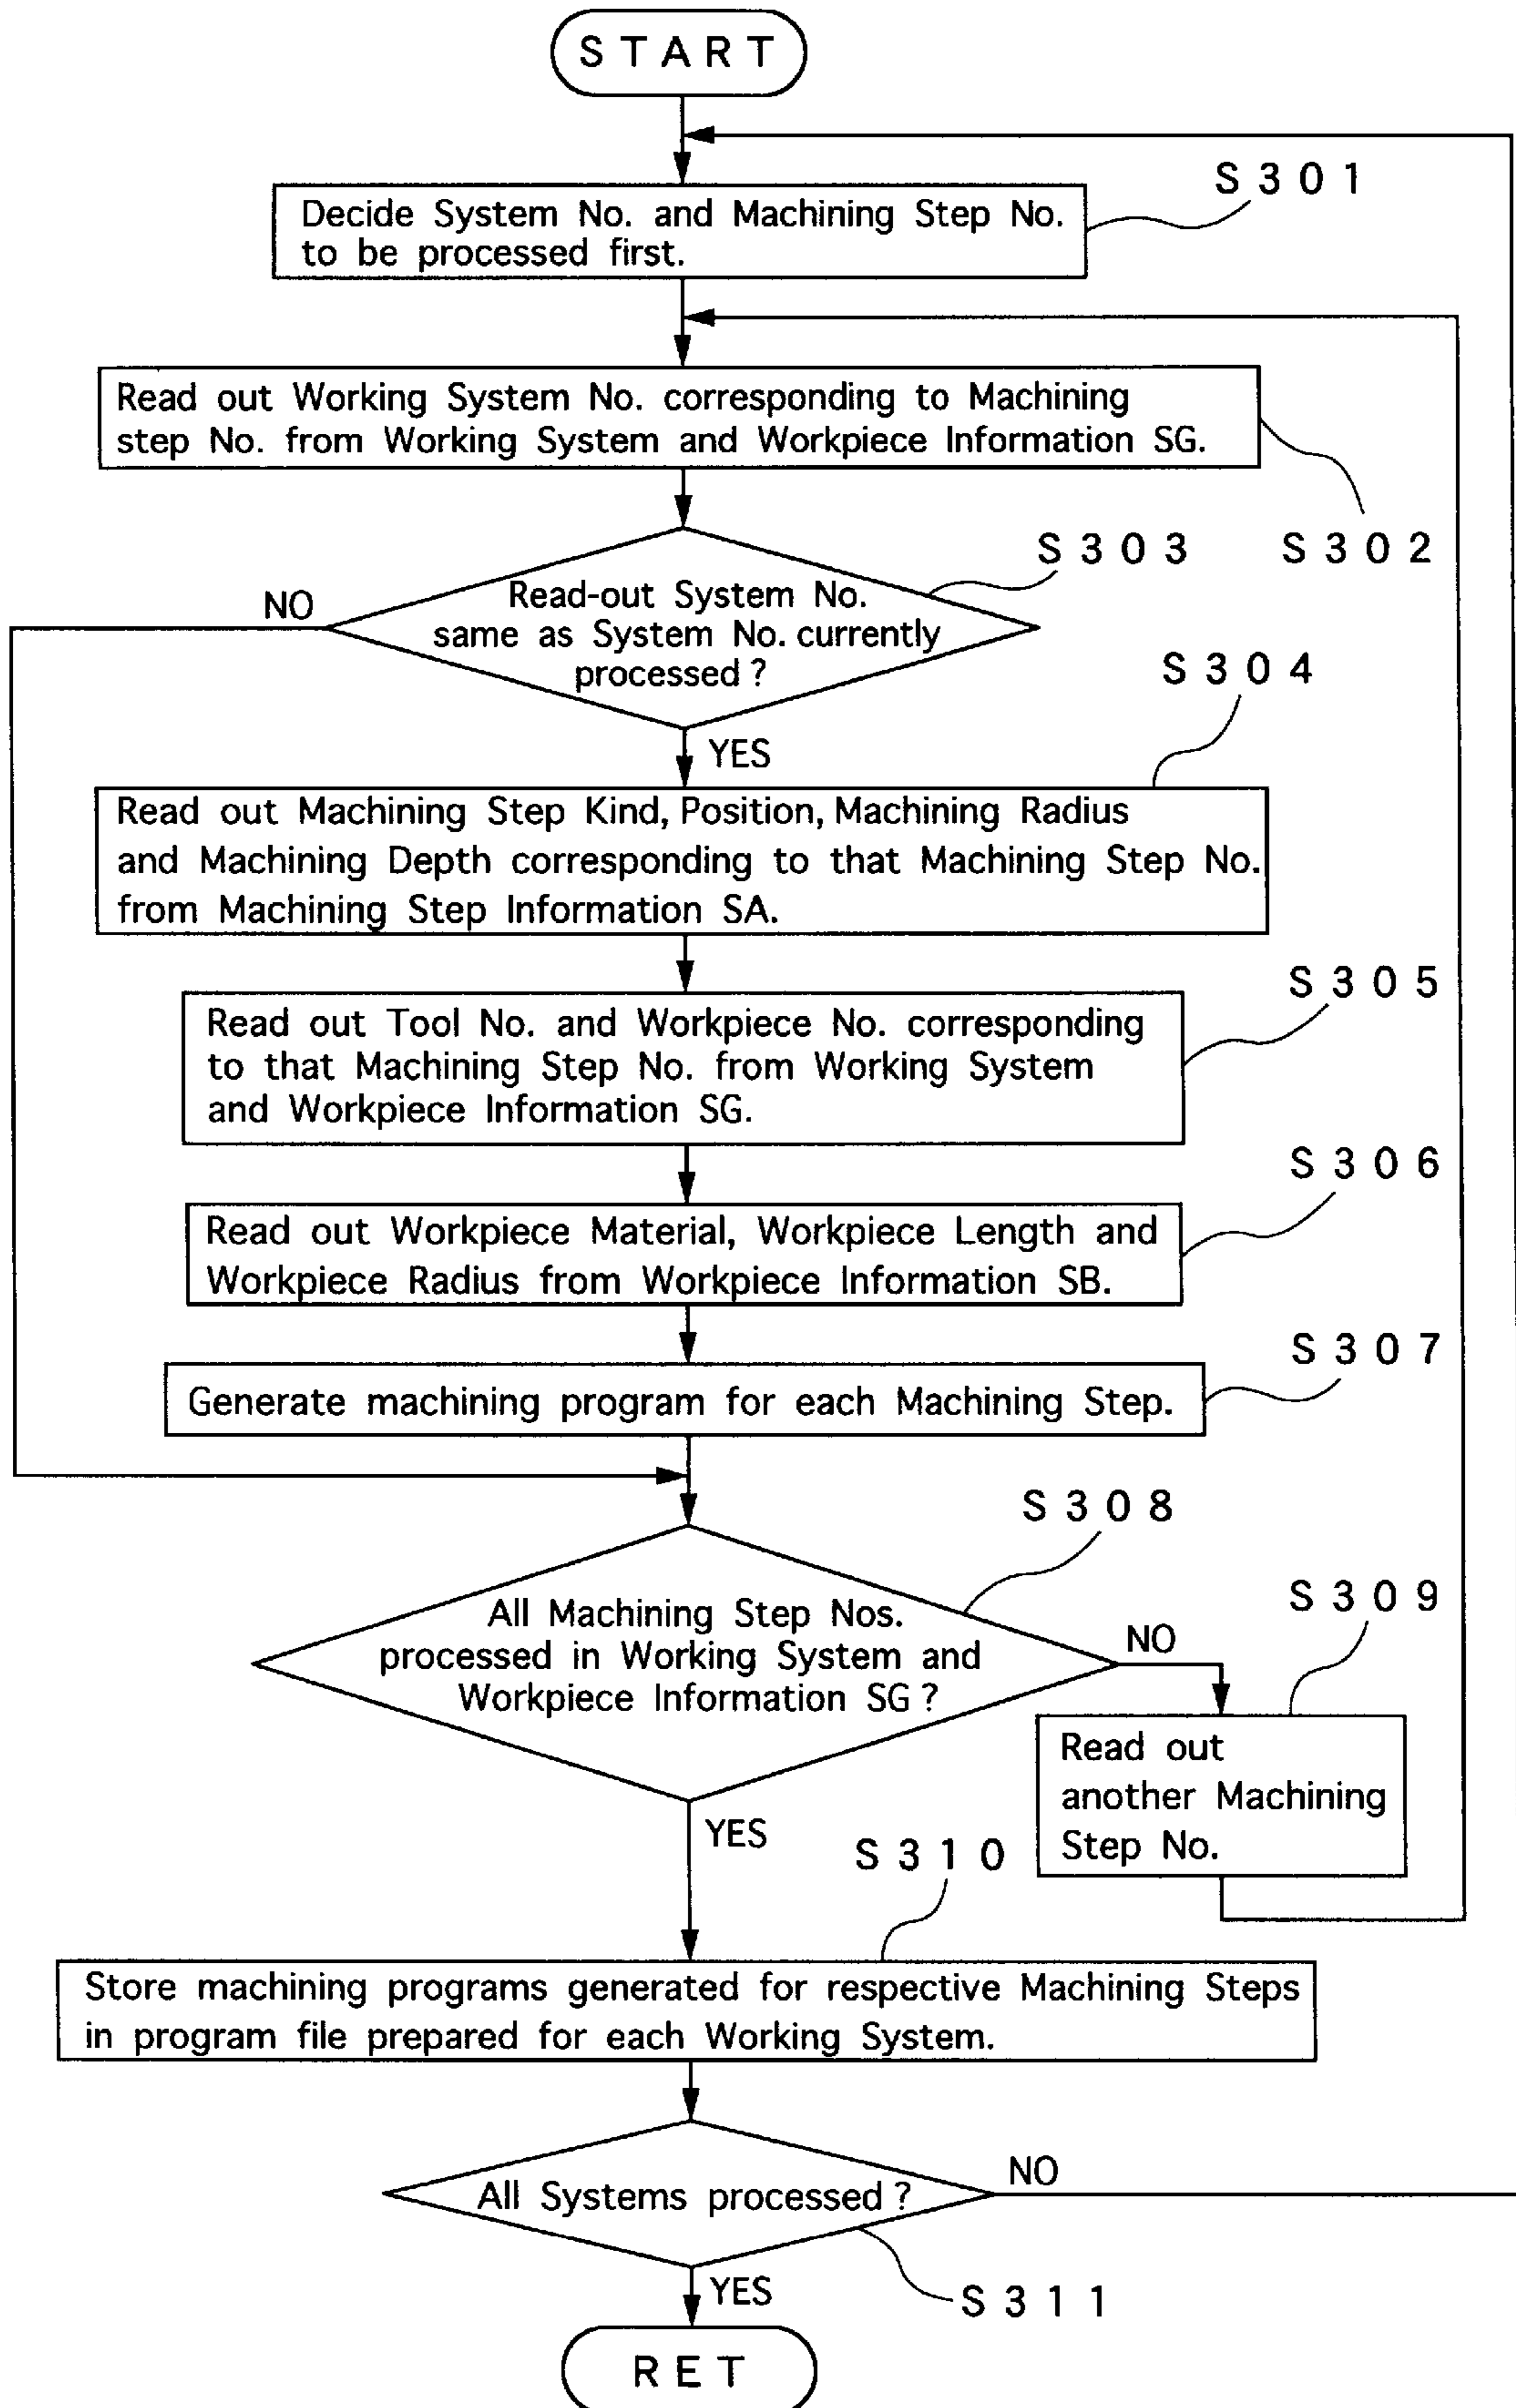 START
S301
Decide System No. and Machining Step No.
to be processed first.
Read out Working System No. corresponding to Machining
step No. from Working System and Workpiece Information SG.
S302
S303
NO
Read-out System No.
same as System No. currently
processed?
S304
YES
Read out Machining Step Kind, Position, Machining Radius
and Machining Depth corresponding to that Machining Step No.
from Machining Step Information SA.
S305
Read out Tool No. and Workpiece No. corresponding
to that Machining Step No. from Working System
and Workpiece Information SG.
S306
Read out Workpiece Material, Workpiece Length and
Workpiece Radius from Workpiece Information SB.
S307
Generate machining program for each Machining Step.
S308
All Machining Step Nos.
processed in Working System and
Workpiece Information SG?
NO
S309
Read out
another Machining
Step No.
YES
S310
Store machining programs generated for respective Machining Steps
in program file prepared for each Working System.
All Systems processed?
NO
S311
YES
RET